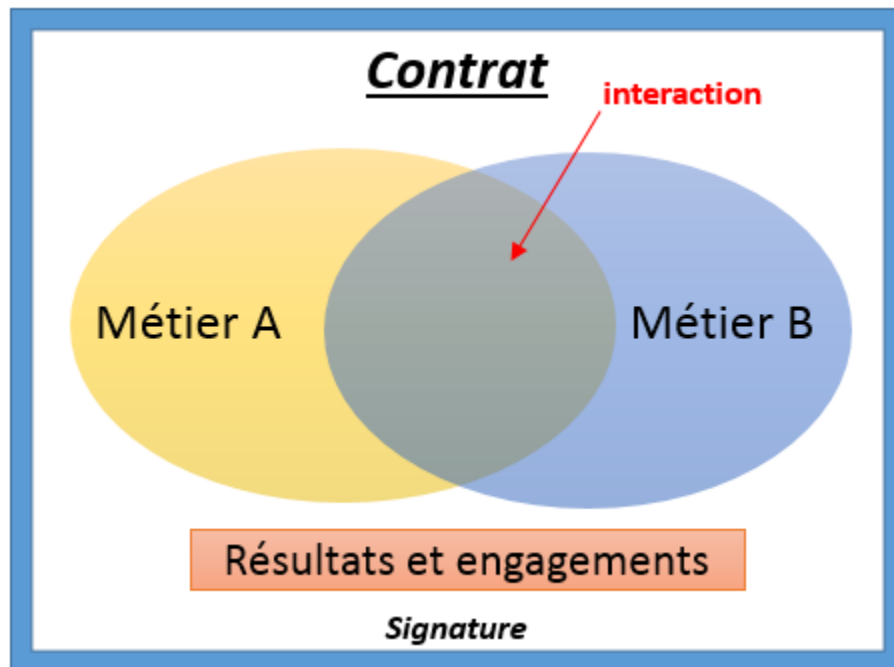 Contrat
interaction
Métier A
Métier B
Résultats et engagements
Signature